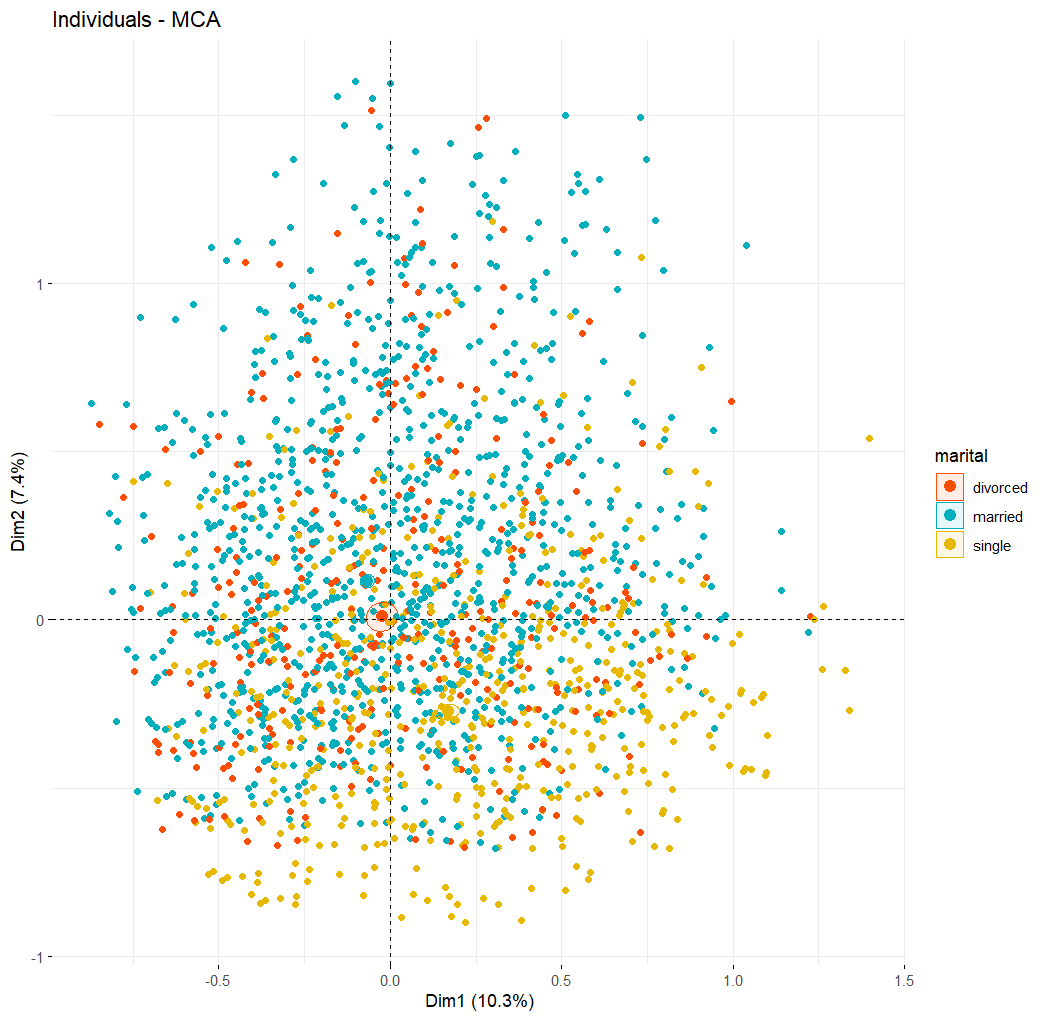 Individuals - MCA
Dim2 (7.4%)
1
0
-1
-0.5
0.0
0.5
1.0
1.5
Dim1 (10.3%)
marital
divorced
married
single